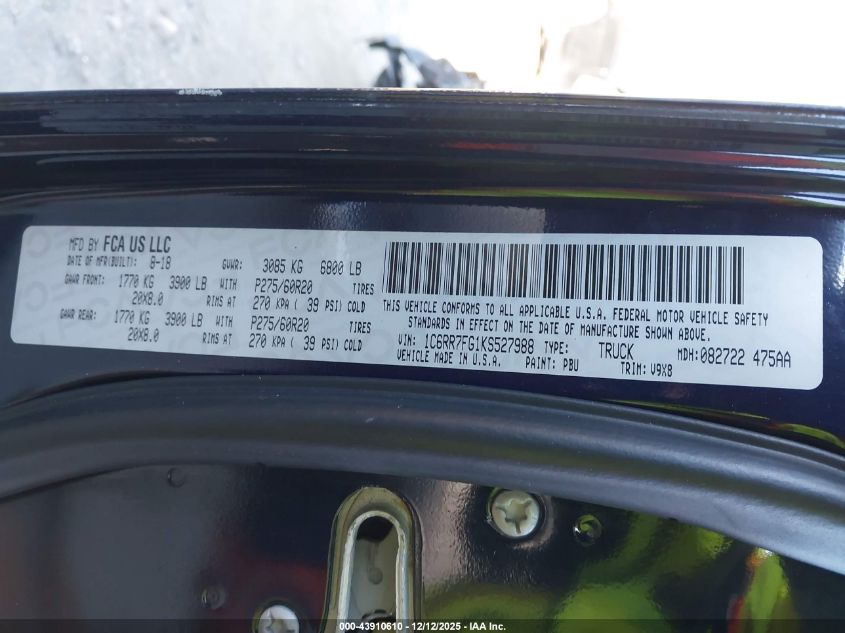 MFD BY FCA US LLC
DATE OF MFR(BUILT): 8-18 GVWR: 3085 KG 6800 LB
GAWR FRONT: 1770 KG 3900 LB WITH P275/60R20 TIRES
20X8.0 RIMS AT 270 KPA ( 39 PSI) COLD
GAWR REAR: 1770 KG 3900 LB WITH P275/60R20 TIRES
20X8.0 RIMS AT 270 KPA ( 39 PSI) COLD
THIS VEHICLE CONFORMS TO ALL APPLICABLE U.S.A. FEDERAL MOTOR VEHICLE SAFETY
STANDARDS IN EFFECT ON THE DATE OF MANUFACTURE SHOWN ABOVE.
VIN: 1C6RR7FG1KS527988 TYPE: TRUCK MDH: 082722 475AA
VEHICLE MADE IN U.S.A. PAINT: PBU TRIM: V9X8
000-43910610 - 12/12/2025 - IAA Inc.